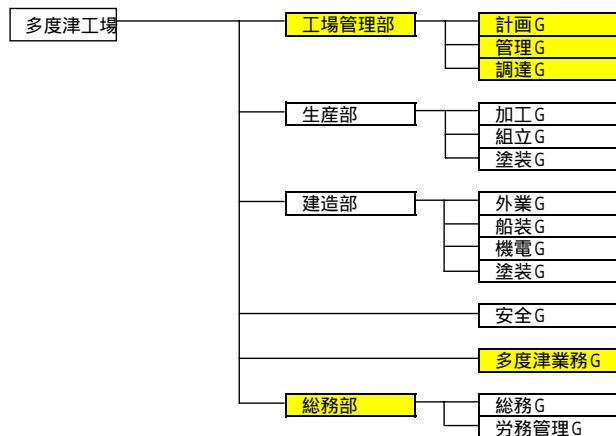 多度津工場
工場管理部
計画G
管理G
調達G
生産部
加工G
組立G
塗装G
建造部
外業G
船装G
機電G
塗装G
安全G
多度津業務G
総務部
総務G
労務管理G